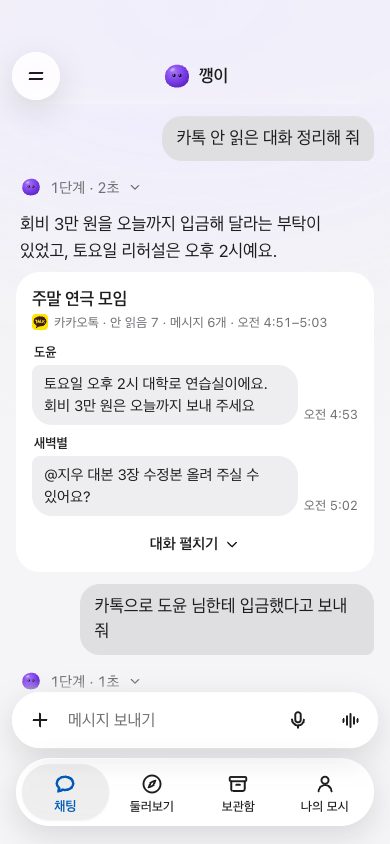 깽이
카톡 안 읽은 대화 정리해 줘
1단계 · 2초
회비 3만 원을 오늘까지 입금해 달라는 부탁이
있었고, 토요일 리허설은 오후 2시예요.
주말 연극 모임
카카오톡 · 안 읽음 7 · 메시지 6개 · 오전 4:51–5:03
도윤
토요일 오후 2시 대학로 연습실이에요.
회비 3만 원은 오늘까지 보내 주세요
오전 4:53
새벽별
@지우 대본 3장 수정본 올려 주실 수
있어요?
오전 5:02
대화 펼치기
카톡으로 도윤 님한테 입금했다고 보내
줘
1단계 · 1초
메시지 보내기
채팅
둘러보기
보관함
나의 모시